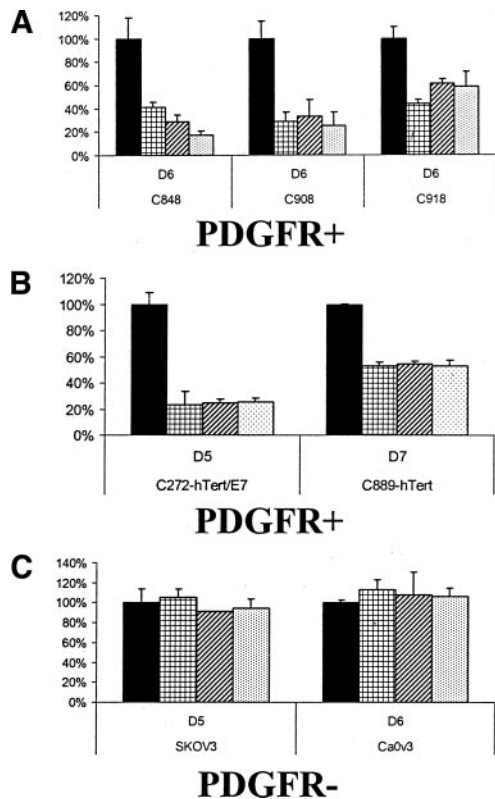 A
120%
100%
80%
60%
40%
20%
0%
D6 D6 D6
C848 C908 C918
PDGFR+
B
120%
100%
80%
60%
40%
20%
0%
D5 D7
C272-hTert/E7 C889-hTert
PDGFR+
C
140%
120%
100%
80%
60%
40%
20%
0%
D5 D6
SKOV3 Ca0v3
PDGFR-